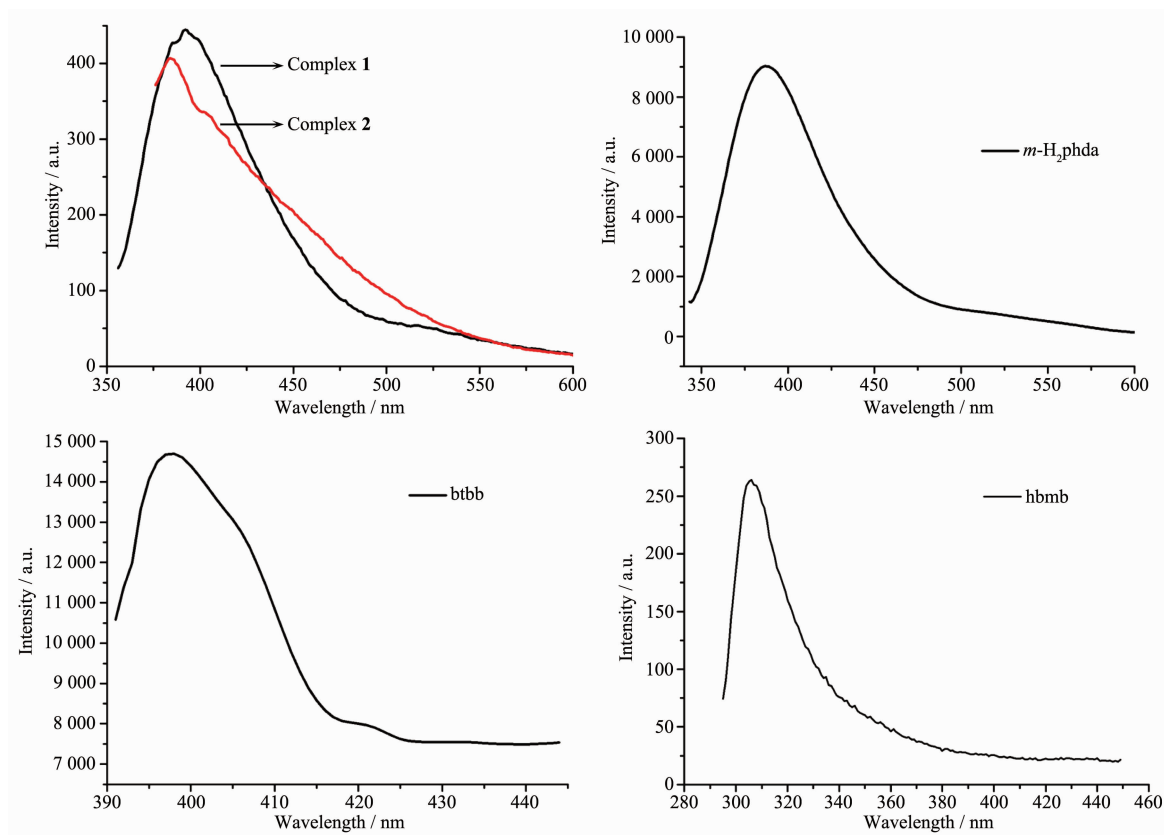 Intensity / a.u.
400
300
200
100
0
Complex 1
Complex 2
350 400 450 500 550 600
Wavelength / nm
Intensity / a.u.
10 000
8 000
6 000
4 000
2 000
0
m-H₂phda
350 400 450 500 550 600
Wavelength / nm
Intensity / a.u.
15 000
14 000
13 000
12 000
11 000
10 000
9 000
8 000
7 000
btbb
390 400 410 420 430 440
Wavelength / nm
Intensity / a.u.
300
250
200
150
100
50
0
hbmb
280 300 320 340 360 380 400 420 440 460
Wavelength / nm